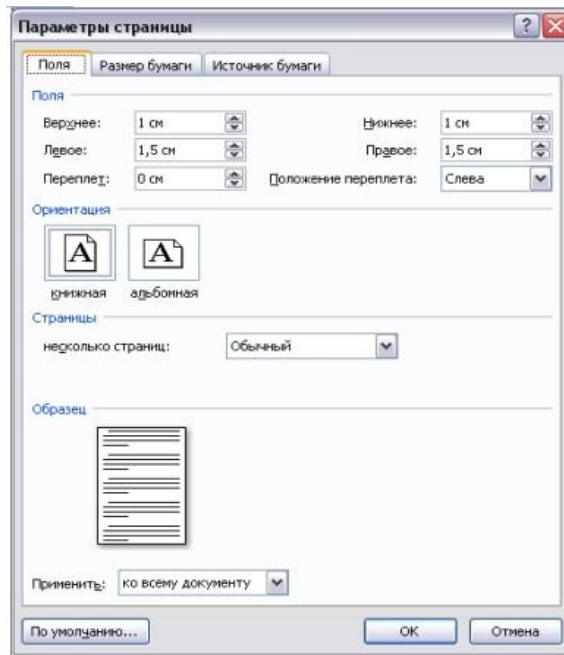 Параметры страницы
Поля Размер бумаги Источник бумаги
Поля
Верхнее: 1 см Нижнее: 1 см
Левое: 1,5 см Правое: 1,5 см
Переплет: 0 см Положение переплета: Слева
Ориентация
A A
книжная альбомная
Страницы
несколько страниц: Обычный
Образец
Применить: ко всему документу
По умолчанию... ОК Отмена